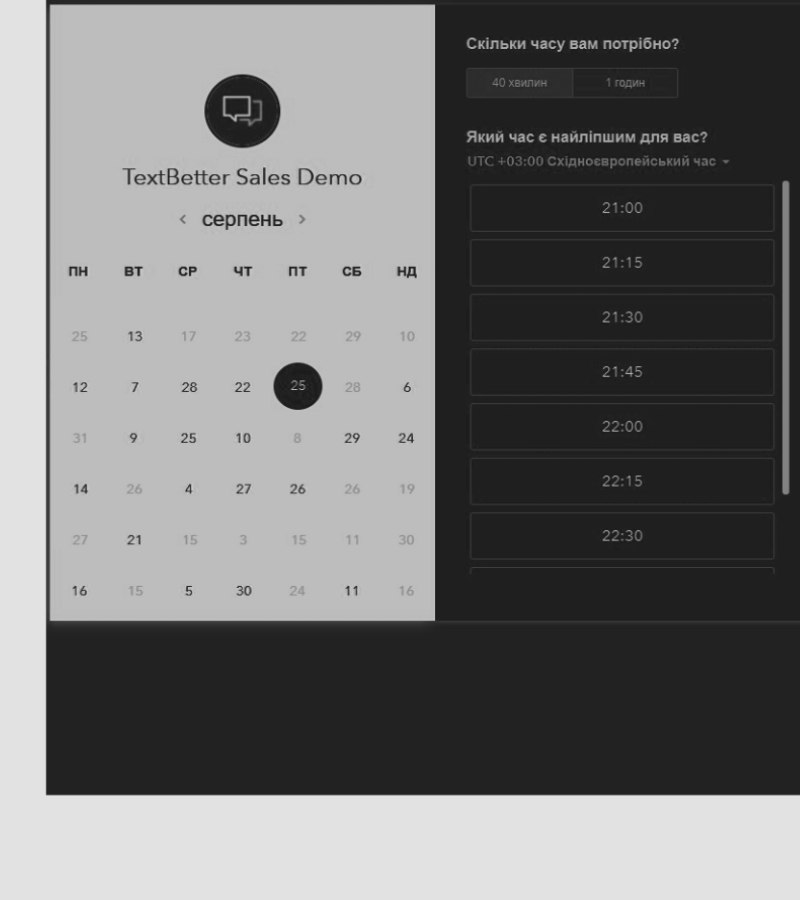 TextBetter Sales Demo
серпень
ПН ВТ СР ЧТ ПТ СБ НД
25 13 17 23 22 29 10
12 7 28 22 25 28 6
31 9 25 10 8 29 24
14 26 4 27 26 26 19
27 21 15 3 15 11 30
16 15 5 30 24 11 16
Скільки часу вам потрібно?
40 хвилин 1 годин
Який час є найліпшим для вас?
UTC +03:00 Східноєвропейський час
21:00
21:15
21:30
21:45
22:00
22:15
22:30